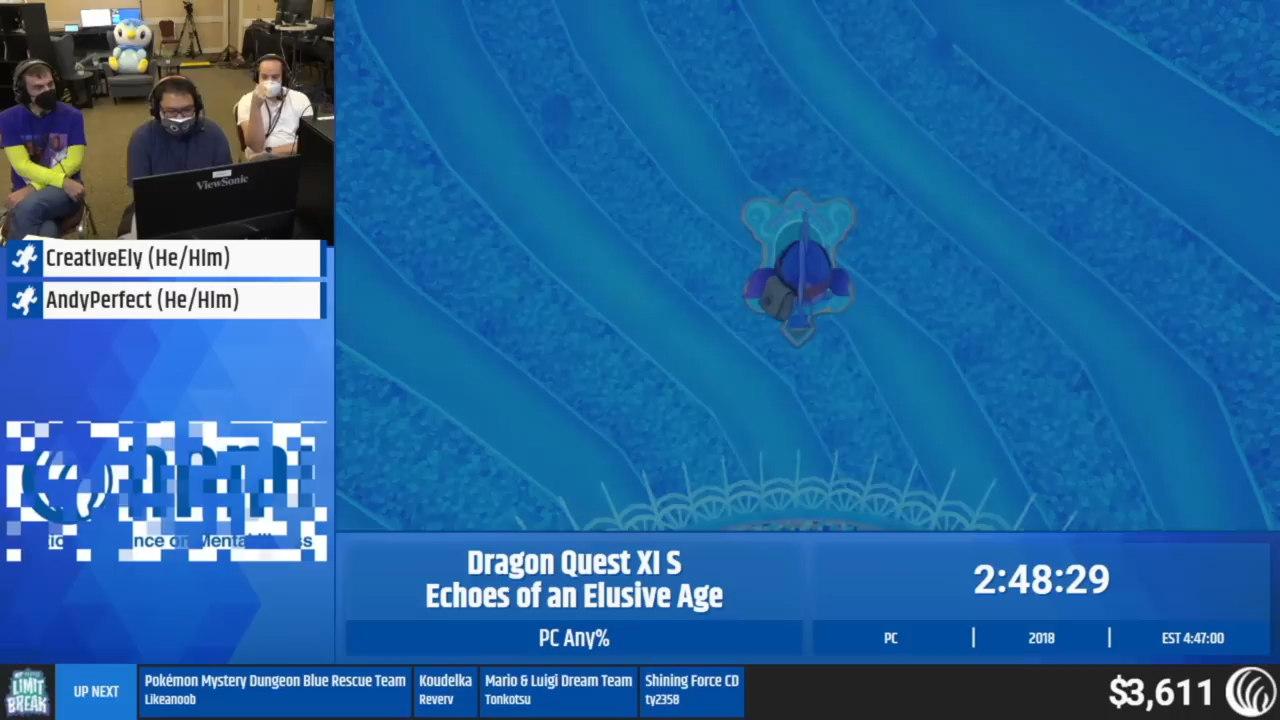 ViewSonic
CreatIveEly (He/HIm)
AndyPerfect (He/HIm)
Dragon Quest XI S
Echoes of an Elusive Age
2:48:29
PC Any%
PC
2018
EST 4:47:00
LIMIT
BREAK
UP NEXT
Pokémon Mystery Dungeon Blue Rescue Team
Likeanoob
Koudelka
Reverv
Mario & Luigi Dream Team
Tonkotsu
Shining Force CD
ty2358
$3,611